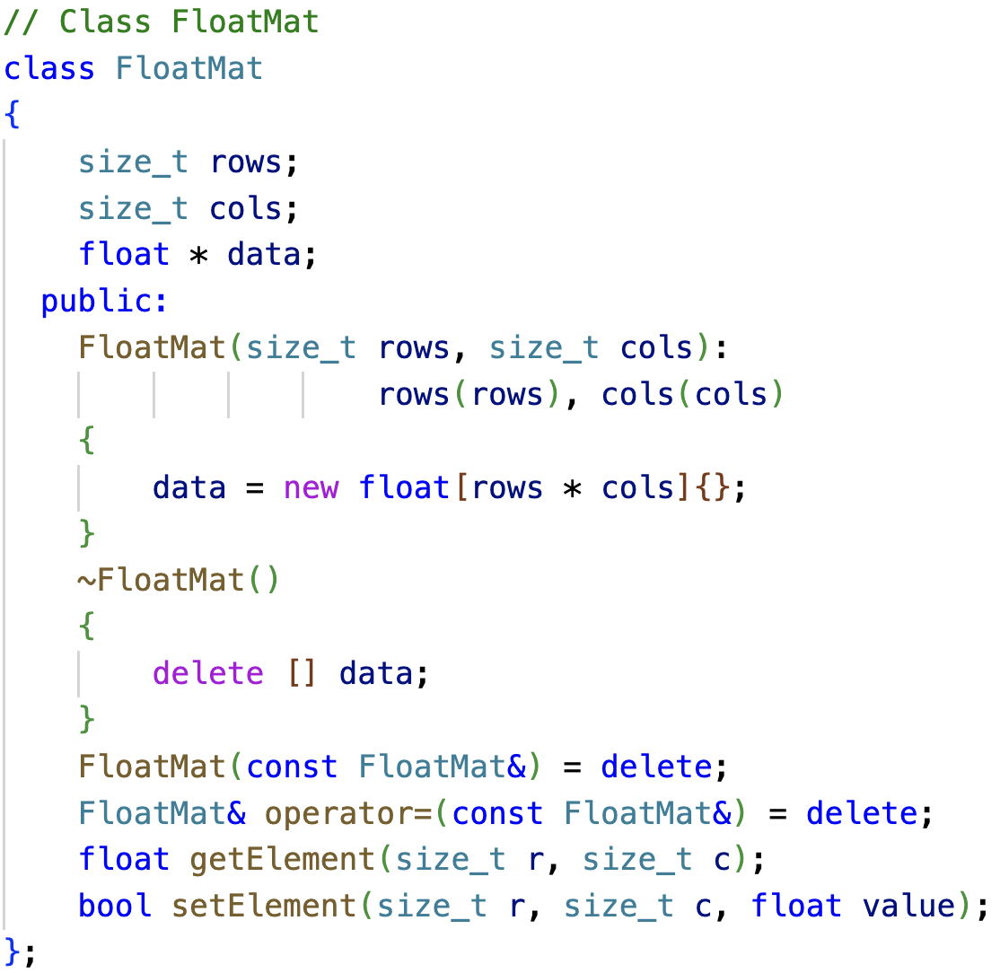 // Class FloatMat
class FloatMat
{
    size_t rows;
    size_t cols;
    float * data;
  public:
    FloatMat(size_t rows, size_t cols):
                    rows(rows), cols(cols)
    {
        data = new float[rows * cols]{};
    }
    ~FloatMat()
    {
        delete [] data;
    }
    FloatMat(const FloatMat&) = delete;
    FloatMat& operator=(const FloatMat&) = delete;
    float getElement(size_t r, size_t c);
    bool setElement(size_t r, size_t c, float value);
};